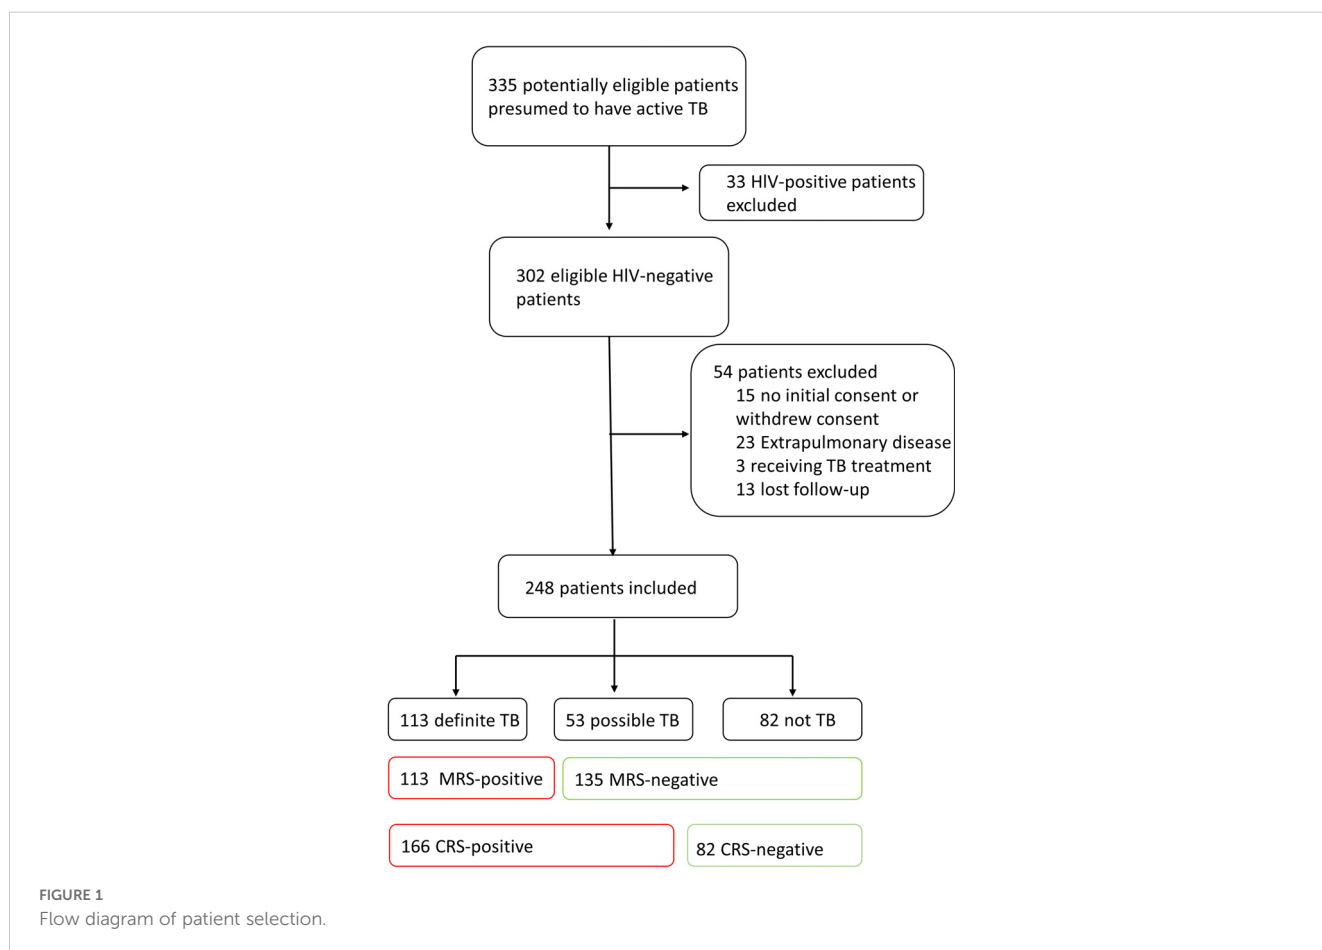 335 potentially eligible patients
presumed to have active TB
33 HIV-positive patients
excluded
302 eligible HIV-negative
patients
54 patients excluded
15 no initial consent or
withdrew consent
23 Extrapulmonary disease
3 receiving TB treatment
13 lost follow-up
248 patients included
113 definite TB
53 possible TB
82 not TB
113 MRS-positive
135 MRS-negative
166 CRS-positive
82 CRS-negative
FIGURE 1
Flow diagram of patient selection.